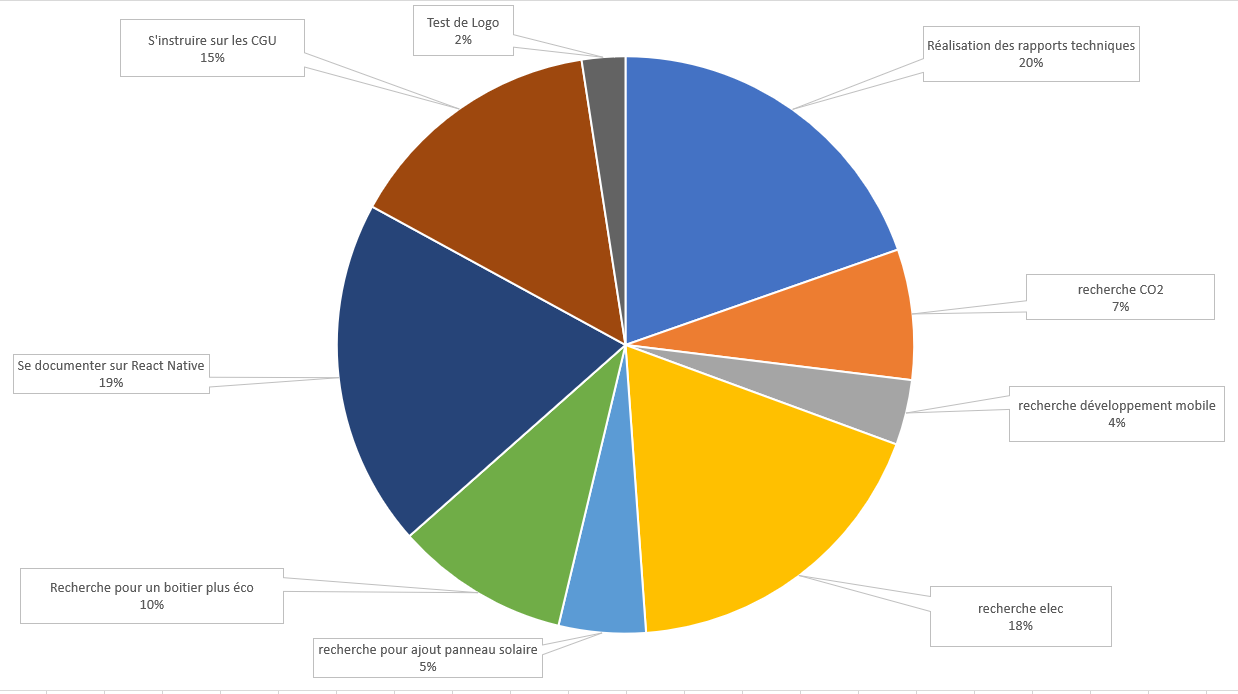 Test de Logo
2%
S'instruire sur les CGU
15%
Réalisation des rapports techniques
20%
recherche CO2
7%
Se documenter sur React Native
19%
recherche développement mobile
4%
Recherche pour un boitier plus éco
10%
recherche elec
18%
recherche pour ajout panneau solaire
5%